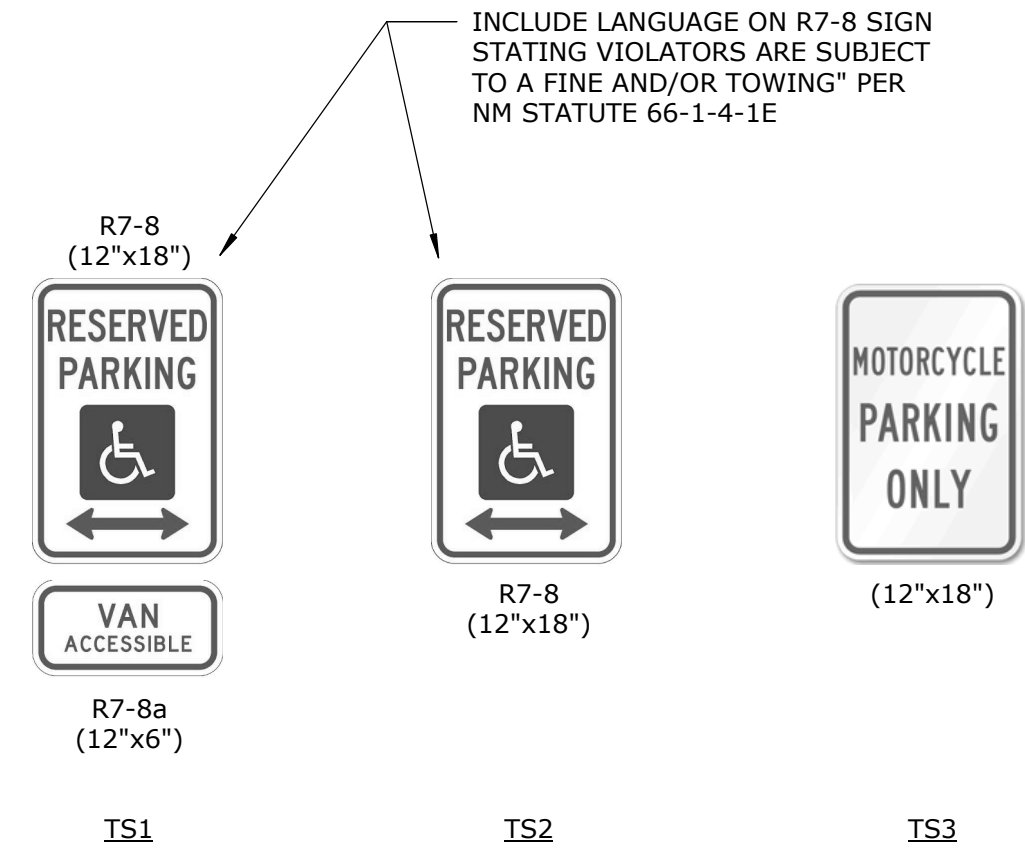 INCLUDE LANGUAGE ON R7-8 SIGN
STATING VIOLATORS ARE SUBJECT
TO A FINE AND/OR TOWING" PER
NM STATUTE 66-1-4-1E
R7-8
(12"x18")
RESERVED
PARKING
VAN
ACCESSIBLE
R7-8a
(12"x6")
TS1
RESERVED
PARKING
R7-8
(12"x18")
TS2
MOTORCYCLE
PARKING
ONLY
(12"x18")
TS3